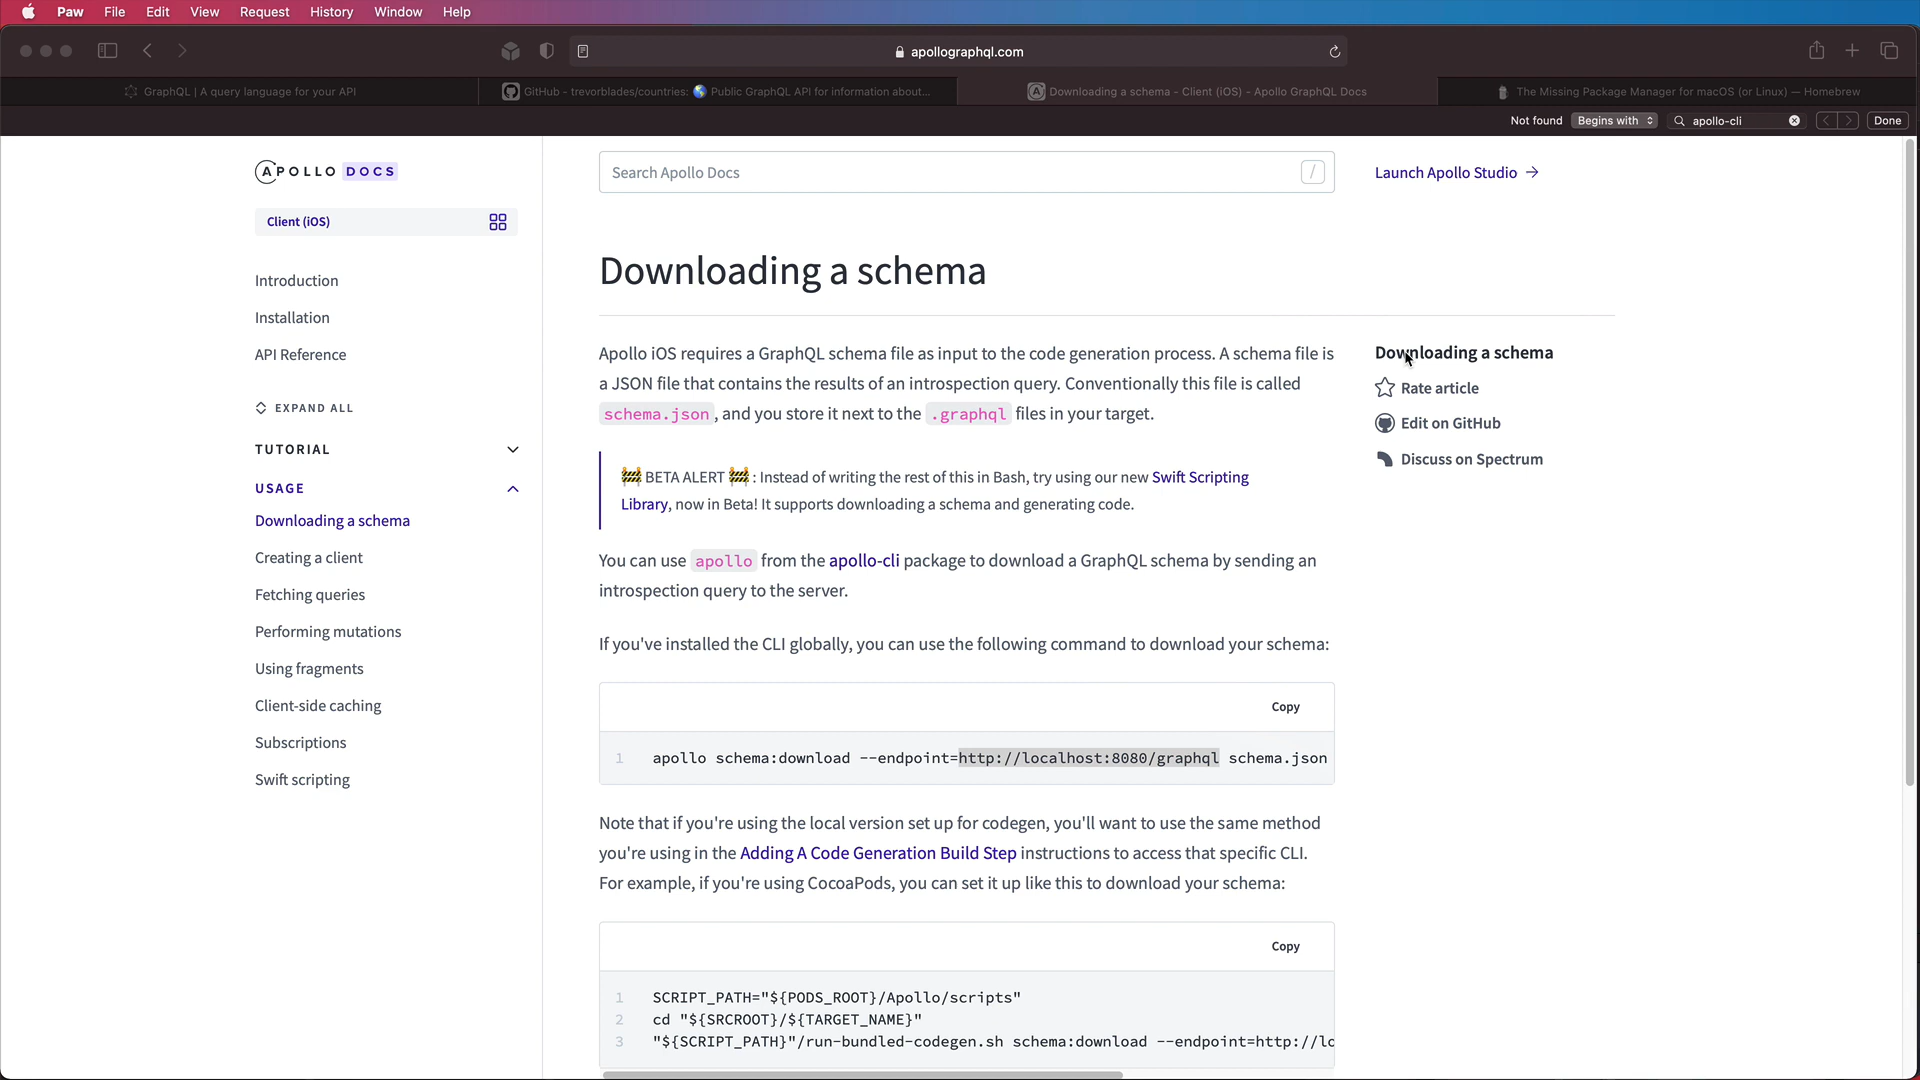 Paw File Edit View Request History Window Help
apollographql.com
GraphQL | A query language for your API
GitHub - trevorblades/countries: 🌎 Public GraphQL API for information about...
Downloading a schema - Client (iOS) - Apollo GraphQL Docs
The Missing Package Manager for macOS (or Linux) — Homebrew
Not found Begins with apollo-cli Done
APOLLO DOCS
Search Apollo Docs /
Launch Apollo Studio →
Client (iOS)
Introduction
Installation
API Reference
EXPAND ALL
TUTORIAL
USAGE
Downloading a schema
Creating a client
Fetching queries
Performing mutations
Using fragments
Client-side caching
Subscriptions
Swift scripting
Downloading a schema
Apollo iOS requires a GraphQL schema file as input to the code generation process. A schema file is
a JSON file that contains the results of an introspection query. Conventionally this file is called
schema.json, and you store it next to the .graphql files in your target.
🚧 BETA ALERT 🚧 : Instead of writing the rest of this in Bash, try using our new Swift Scripting
Library, now in Beta! It supports downloading a schema and generating code.
You can use apollo from the apollo-cli package to download a GraphQL schema by sending an
introspection query to the server.
If you've installed the CLI globally, you can use the following command to download your schema:
Copy
1 apollo schema:download --endpoint=http://localhost:8080/graphql schema.json
Note that if you're using the local version set up for codegen, you'll want to use the same method
you're using in the Adding A Code Generation Build Step instructions to access that specific CLI.
For example, if you're using CocoaPods, you can set it up like this to download your schema:
Copy
1 SCRIPT_PATH="${PODS_ROOT}/Apollo/scripts"
2 cd "${SRCROOT}/${TARGET_NAME}"
3 "${SCRIPT_PATH}"/run-bundled-codegen.sh schema:download --endpoint=http://lo
Downloading a schema
Rate article
Edit on GitHub
Discuss on Spectrum